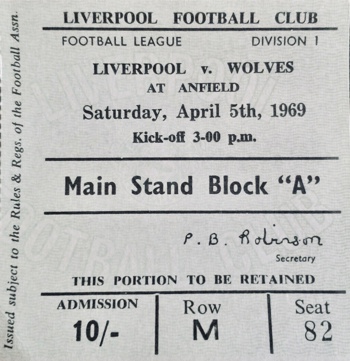 LIVERPOOL FOOTBALL CLUB
FOOTBALL LEAGUE DIVISION 1
LIVERPOOL v. WOLVES
AT ANFIELD
Saturday, April 5th, 1969
Kick-off 3-00 p.m.
Main Stand Block "A"
P. B. Robinson
Secretary
THIS PORTION TO BE RETAINED
ADMISSION Row Seat
10/- M 82
Issued subject to the Rules & Regs. of the Football Assn.